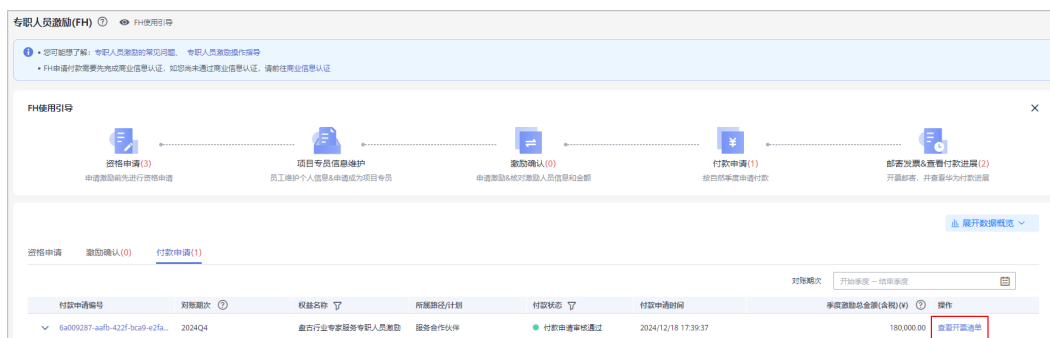 专职人员激励(FH) ? FH使用引导
• 您可能想了解：专职人员激励的常见问题、 专职人员激励操作指导
• FH申请付款需要先完成商业信息认证，如您尚未通过商业信息认证，请前往商业信息认证
FH使用引导
资格申请(3) 项目专员信息维护 激励确认(0) 付款申请(1) 邮寄发票&查看付款进展(2)
申请激励前先进行资格申请 员工维护个人信息&申请成为项目专员 申请激励&核对激励人员信息和金额 按自然季度申请付款 开票邮寄，并查看华为付款进展
展开数据概览
资格申请 激励确认(0) 付款申请(1)
对账期次 开始季度 – 结束季度
付款申请编号 对账期次 ? 权益名称 所属路径/计划 付款状态 付款申请时间 季度激励总金额(含税)(¥) ? 操作
6a009287-aafb-422f-bca9-e2fa... 2024Q4 盘古行业专家服务专职人员激励 服务合作伙伴 付款申请审核通过 2024/12/18 17:39:37 180,000.00 查看开票清单